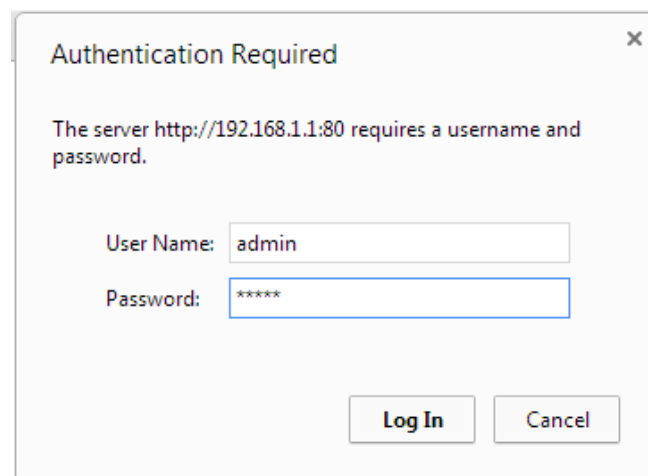 Authentication Required
The server http://192.168.1.1:80 requires a username and
password.
User Name: admin
Password: *****
Log In Cancel